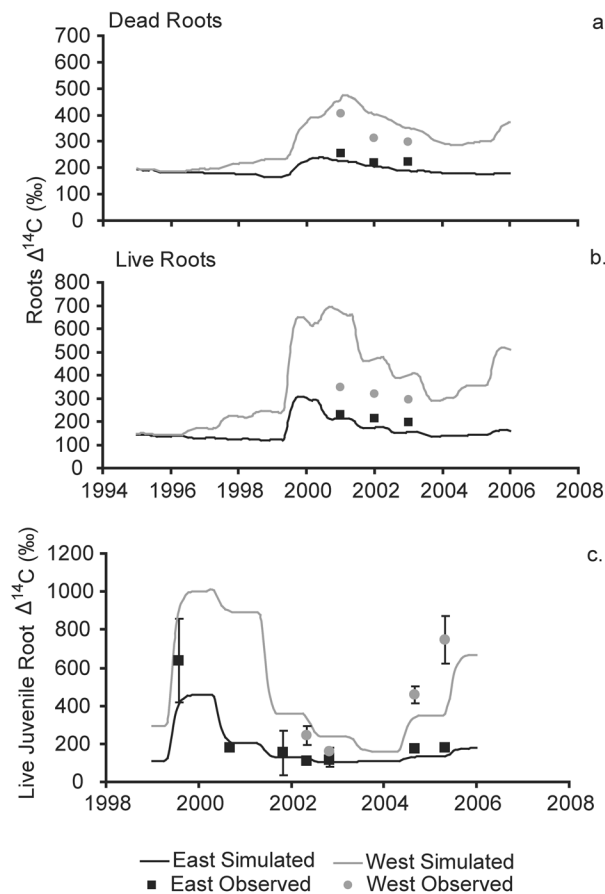 Dead Roots
a
700
600
500
400
300
200
100
0
Roots Δ¹⁴C (‰)
Live Roots
b.
800
700
600
500
400
300
200
100
0
1994 1996 1998 2000 2002 2004 2006 2008
c.
Live Juvenile Root Δ¹⁴C (‰)
1200
1000
800
600
400
200
0
1998 2000 2002 2004 2006 2008
East Simulated West Simulated
East Observed West Observed